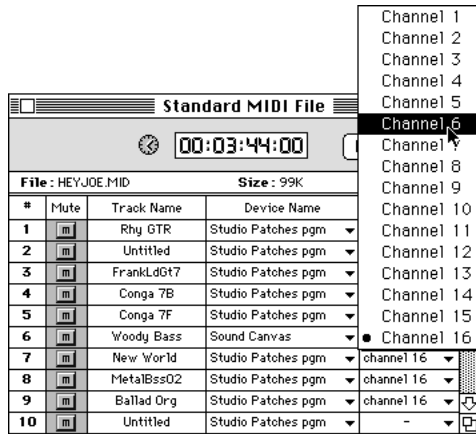 Channel 1
Channel 2
Channel 3
Channel 4
Channel 5
Channel 6
Channel 7
Channel 8
Channel 9
Channel 10
Channel 11
Channel 12
Channel 13
Channel 14
Channel 15
• Channel 16
Standard MIDI File
00:03:44:00
File: HEYJOE.MID Size: 99K
# Mute Track Name Device Name
1 m Rhy GTR Studio Patches pgm
2 m Untitled Studio Patches pgm
3 m FrankLdGt7 Studio Patches pgm
4 m Conga 7B Studio Patches pgm
5 m Conga 7F Studio Patches pgm
6 m Woody Bass Sound Canvas
7 m New World Studio Patches pgm channel 16
8 m MetalBss02 Studio Patches pgm channel 16
9 m Ballad Org Studio Patches pgm channel 16
10 m Untitled Studio Patches pgm -